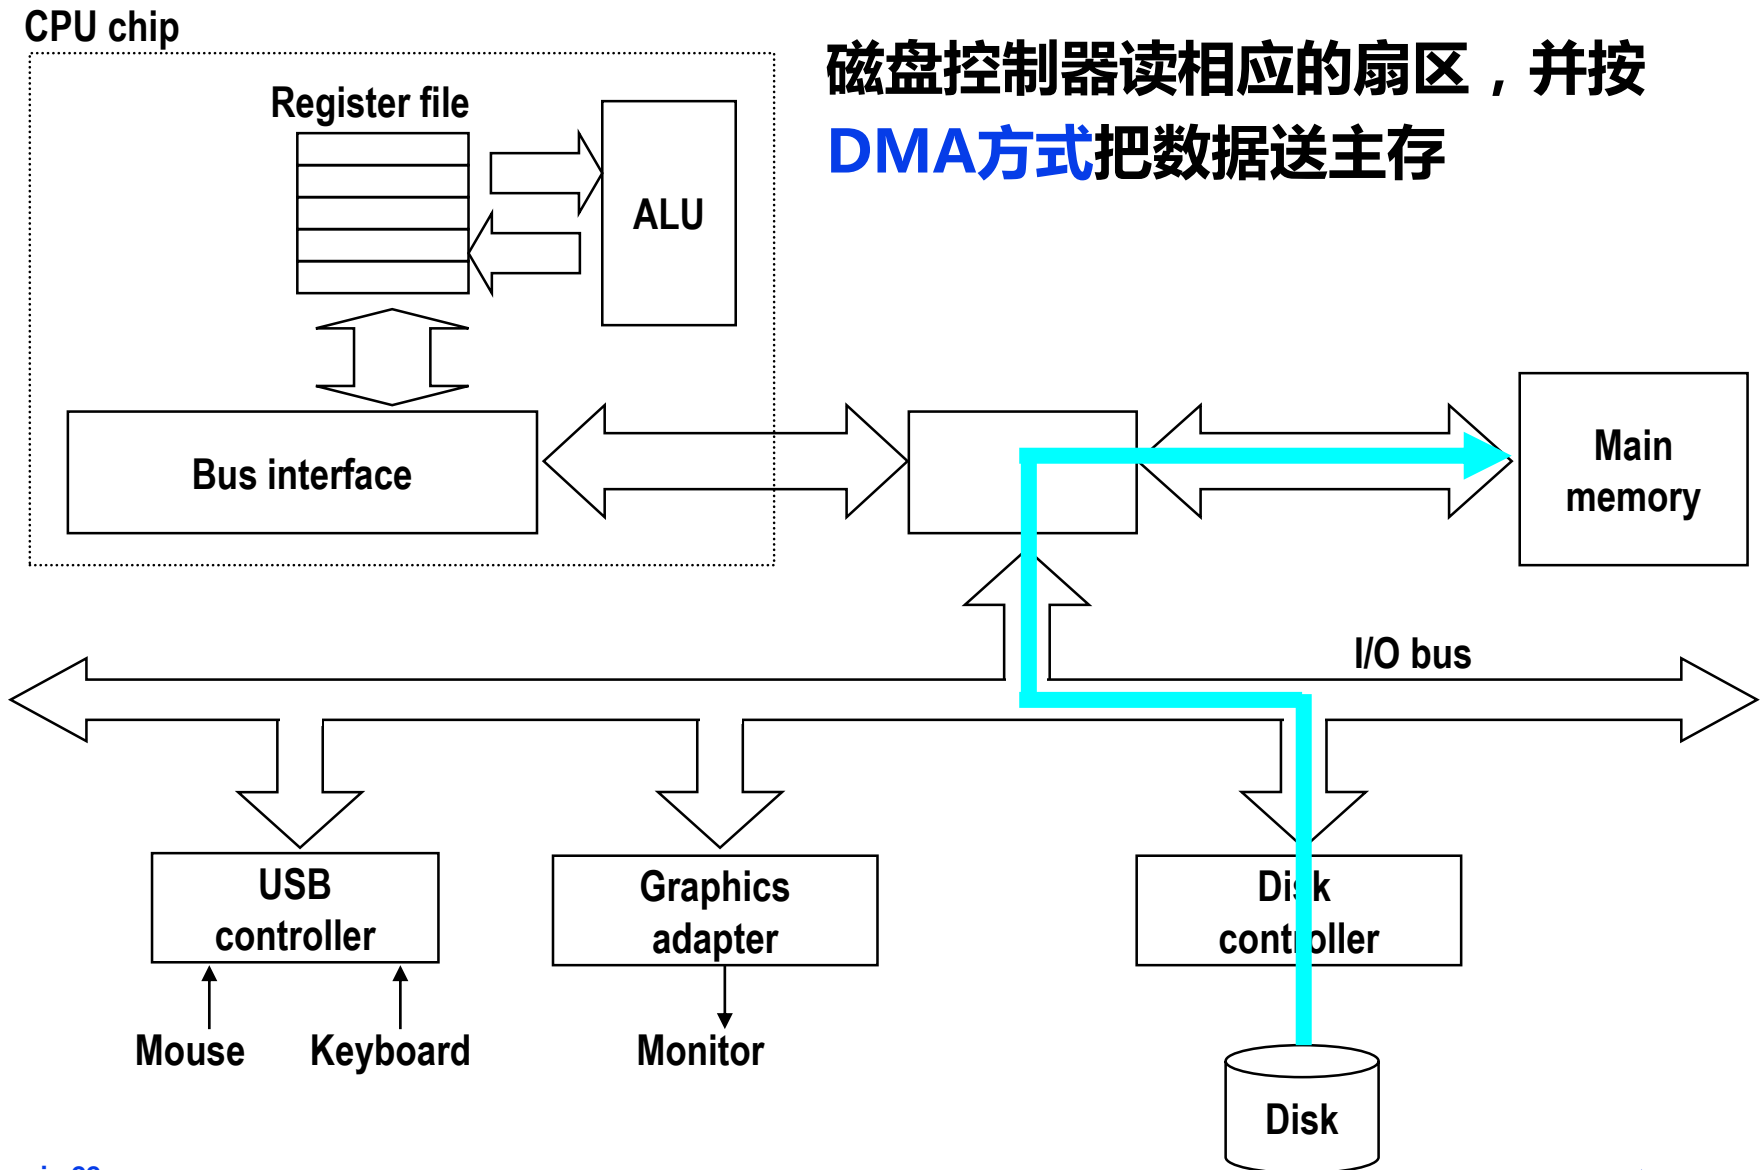 CPU chip
磁盘控制器读相应的扇区，并按
DMA方式把数据送主存
Register file
ALU
Bus interface
Main
memory
I/O bus
USB
controller
Graphics
adapter
Disk
controller
Mouse
Keyboard
Monitor
Disk